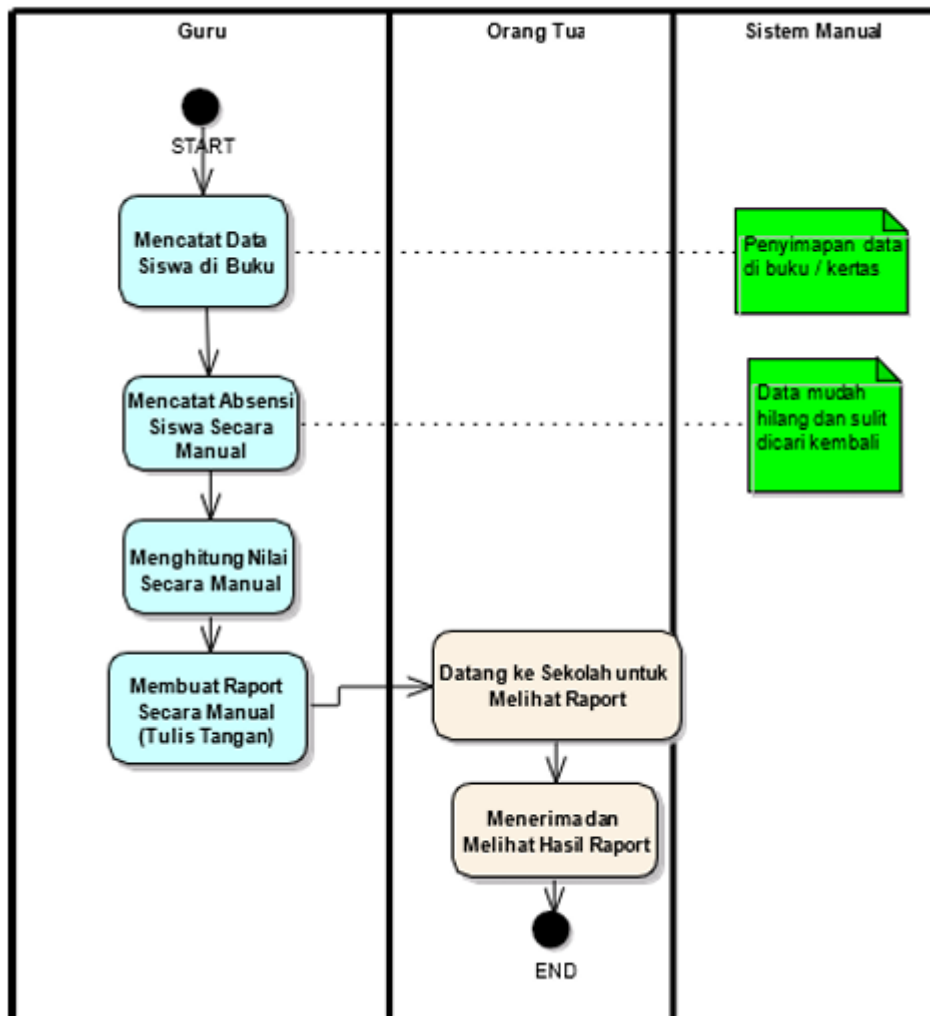 Guru
Orang Tua
Sistem Manual
START
Mencatat Data
Siswa di Buku
Penyimapan data
di buku / kertas
Mencatat Absensi
Siswa Secara
Manual
Data mudah
hilang dan sulit
dicari kembali
Menghitung Nilai
Secara Manual
Membuat Raport
Secara Manual
(Tulis Tangan)
Datang ke Sekolah untuk
Melihat Raport
Menerima dan
Melihat Hasil Raport
END